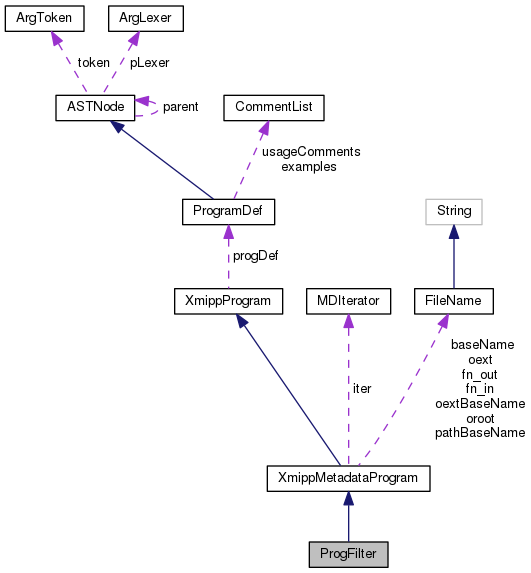 ArgToken
ArgLexer
token
pLexer
ASTNode
parent
CommentList
usageComments
examples
ProgramDef
String
progDef
XmippProgram
MDIterator
FileName
baseName
oext
fn_out
fn_in
oextBaseName
oroot
pathBaseName
iter
XmippMetadataProgram
ProgFilter